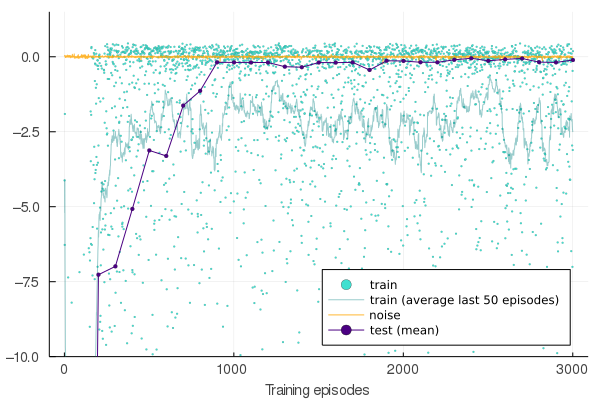 0.0
−2.5
−5.0
−7.5
−10.0
0
1000
2000
3000
Training episodes
train
train (average last 50 episodes)
noise
test (mean)